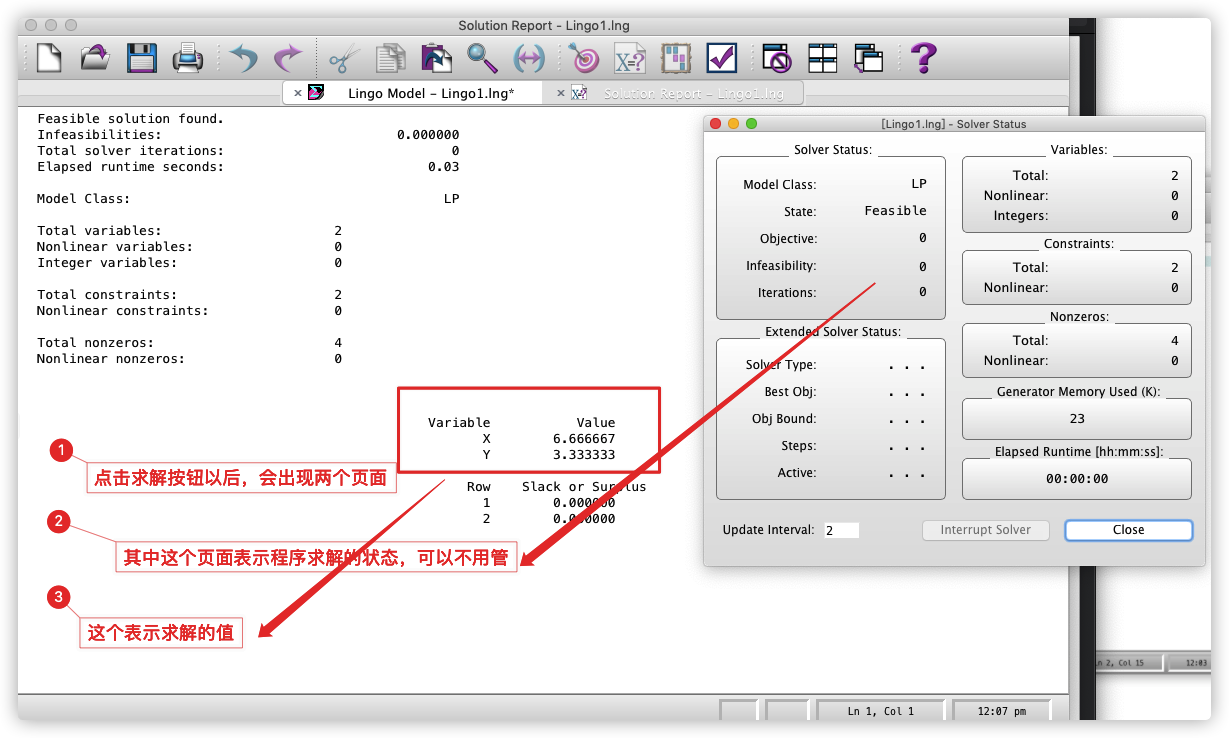 Solution Report - Lingo1.lng
Lingo Model - Lingo1.lng*
Solution Report - Lingo1.lng
Feasible solution found.
Infeasibilities: 0.000000
Total solver iterations: 0
Elapsed runtime seconds: 0.03
Model Class: LP
Total variables: 2
Nonlinear variables: 0
Integer variables: 0
Total constraints: 2
Nonlinear constraints: 0
Total nonzeros: 4
Nonlinear nonzeros: 0
Variable Value
X 6.666667
Y 3.333333
Row Slack or Surplus
1 0.000000
2 0.000000
1
点击求解按钮以后，会出现两个页面
2
其中这个页面表示程序求解的状态，可以不用管
3
这个表示求解的值
Ln 1, Col 1 12:07 pm
[Lingo1.lng] - Solver Status
Solver Status:
Model Class: LP
State: Feasible
Objective: 0
Infeasibility: 0
Iterations: 0
Extended Solver Status:
Solver Type: . . .
Best Obj: . . .
Obj Bound: . . .
Steps: . . .
Active: . . .
Variables:
Total: 2
Nonlinear: 0
Integers: 0
Constraints:
Total: 2
Nonlinear: 0
Nonzeros:
Total: 4
Nonlinear: 0
Generator Memory Used (K):
23
Elapsed Runtime [hh:mm:ss]:
00:00:00
Update Interval: 2
Interrupt Solver
Close
Ln 2, Col 15 12:03